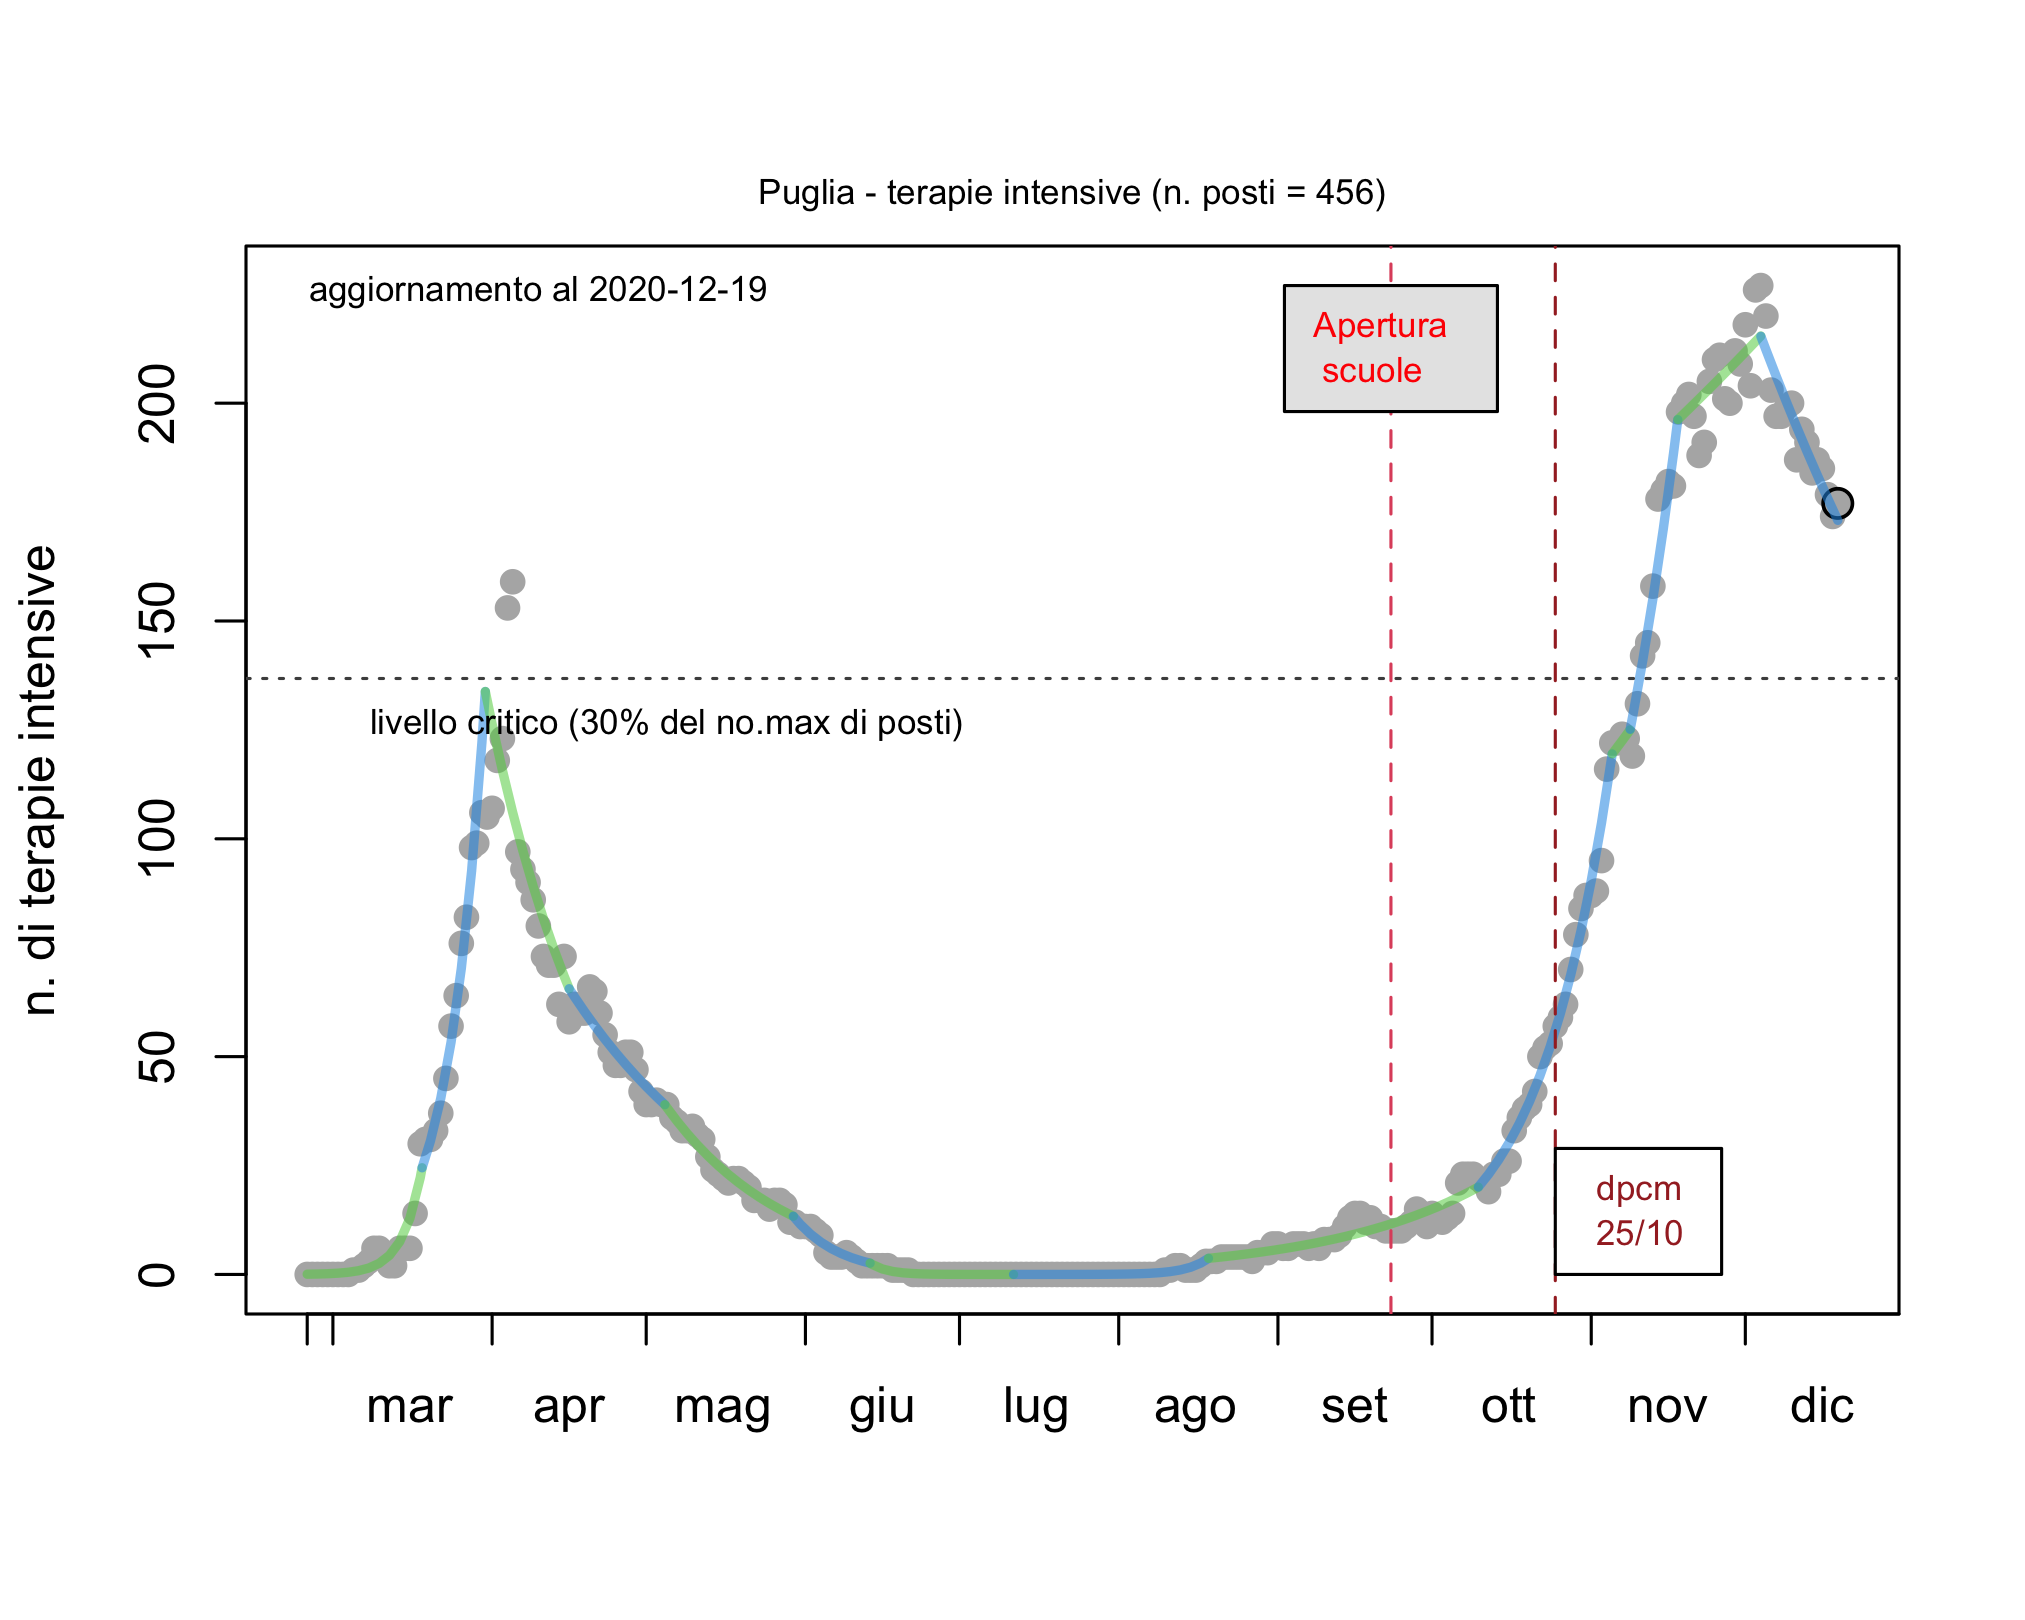 Puglia - terapie intensive (n. posti = 456)
aggiornamento al 2020-12-19
Apertura
scuole
livello critico (30% del no.max di posti)
dpcm
25/10
n. di terapie intensive
200
150
100
50
0
mar apr mag giu lug ago set ott nov dic